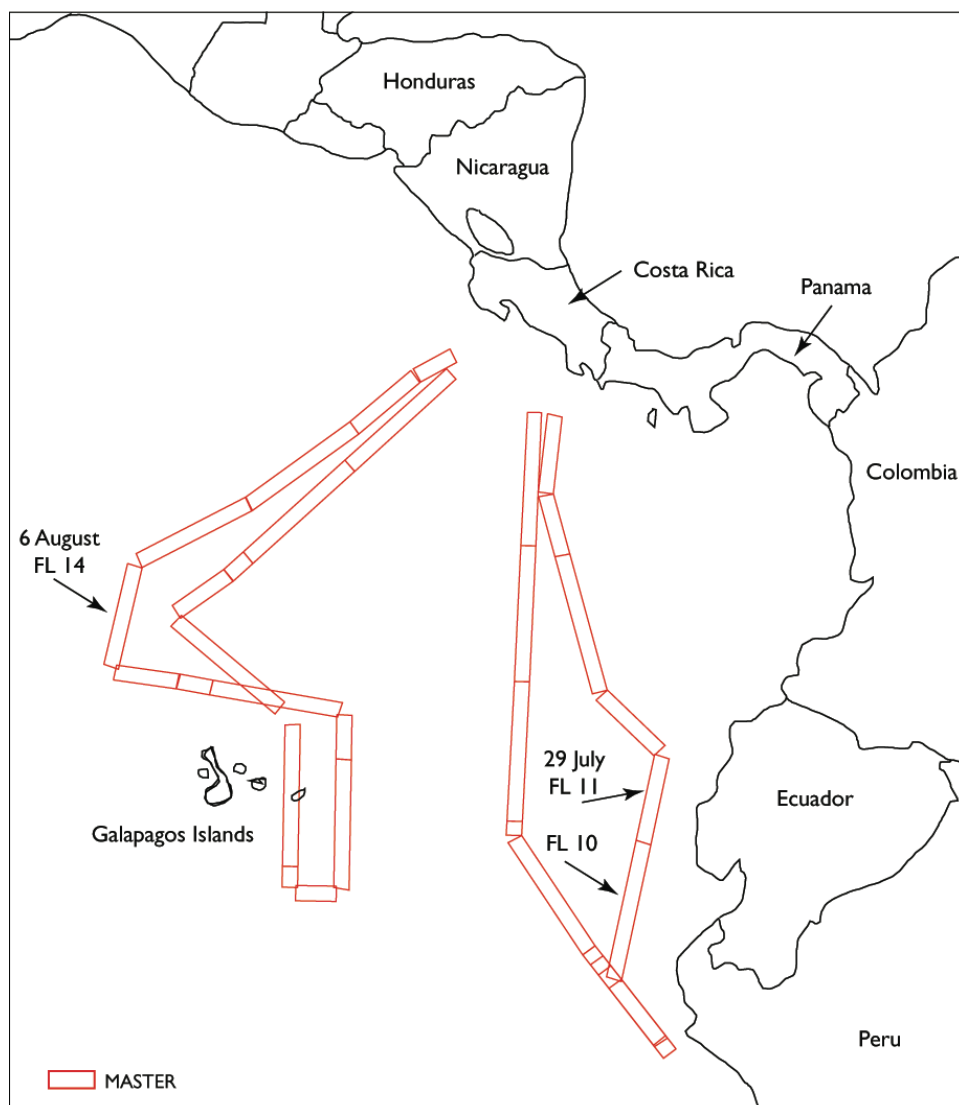 Honduras
Nicaragua
Costa Rica
Panama
Colombia
6 August
FL 14
29 July
FL 11
Ecuador
Galapagos Islands
FL 10
Peru
MASTER